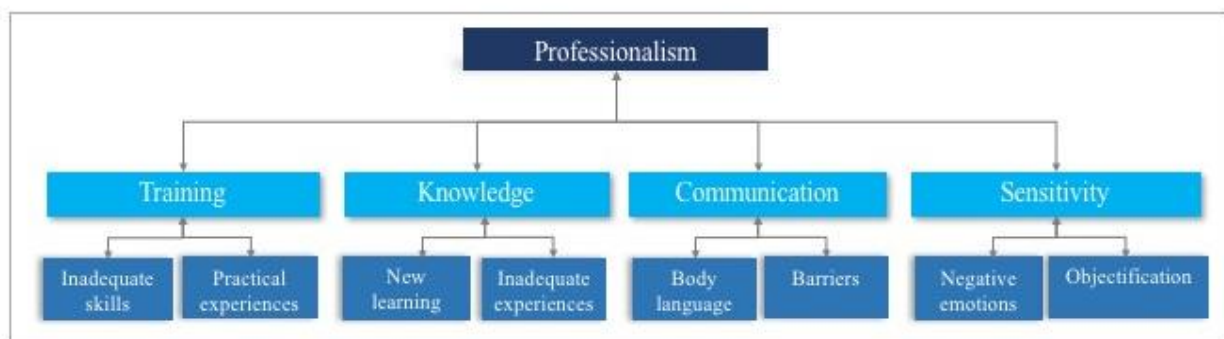 Professionalism
Training
Knowledge
Communication
Sensitivity
Inadequate
skills
Practical
experiences
New
learning
Inadequate
experiences
Body
language
Barriers
Negative
emotions
Objectification